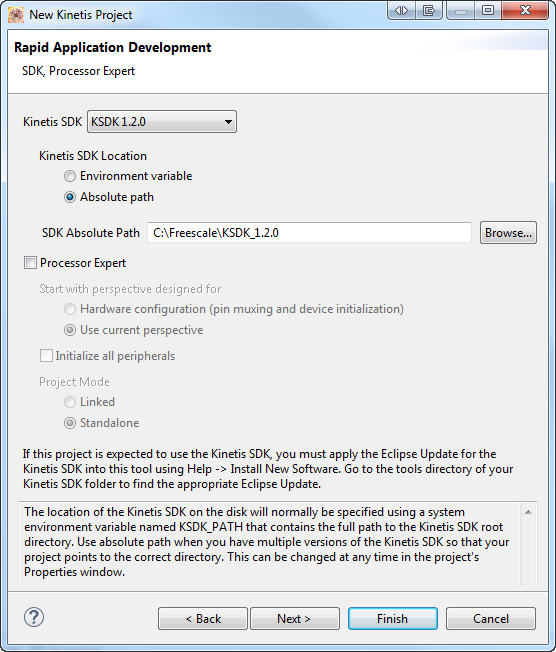 New Kinetis Project
Rapid Application Development
SDK, Processor Expert
Kinetis SDK KSDK 1.2.0
Kinetis SDK Location
Environment variable
Absolute path
SDK Absolute Path C:\Freescale\KSDK_1.2.0 Browse...
Processor Expert
Start with perspective designed for
Hardware configuration (pin muxing and device initialization)
Use current perspective
Initialize all peripherals
Project Mode
Linked
Standalone
If this project is expected to use the Kinetis SDK, you must apply the Eclipse Update for the
Kinetis SDK into this tool using Help -> Install New Software. Go to the tools directory of your
Kinetis SDK folder to find the appropriate Eclipse Update.
The location of the Kinetis SDK on the disk will normally be specified using a system
environment variable named KSDK_PATH that contains the full path to the Kinetis SDK root
directory. Use absolute path when you have multiple versions of the Kinetis SDK so that your
project points to the correct directory. This can be changed at any time in the project's
Properties window.
? < Back Next > Finish Cancel